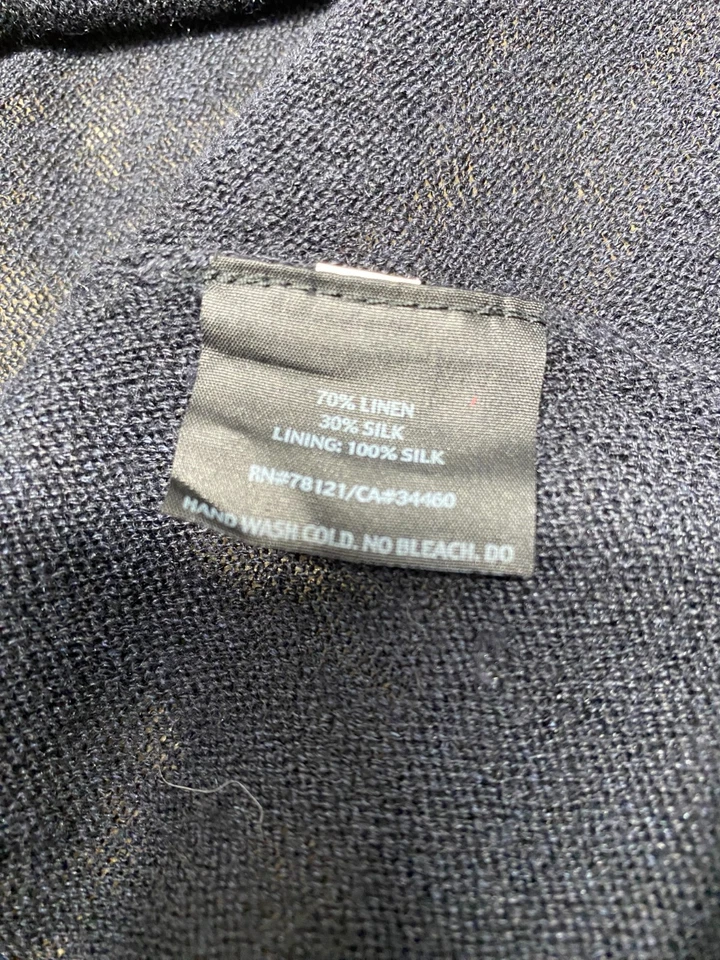 70% LINEN
30% SILK
LINING: 100% SILK
RN#78121/CA#34460
HAND WASH COLD. NO BLEACH. DO